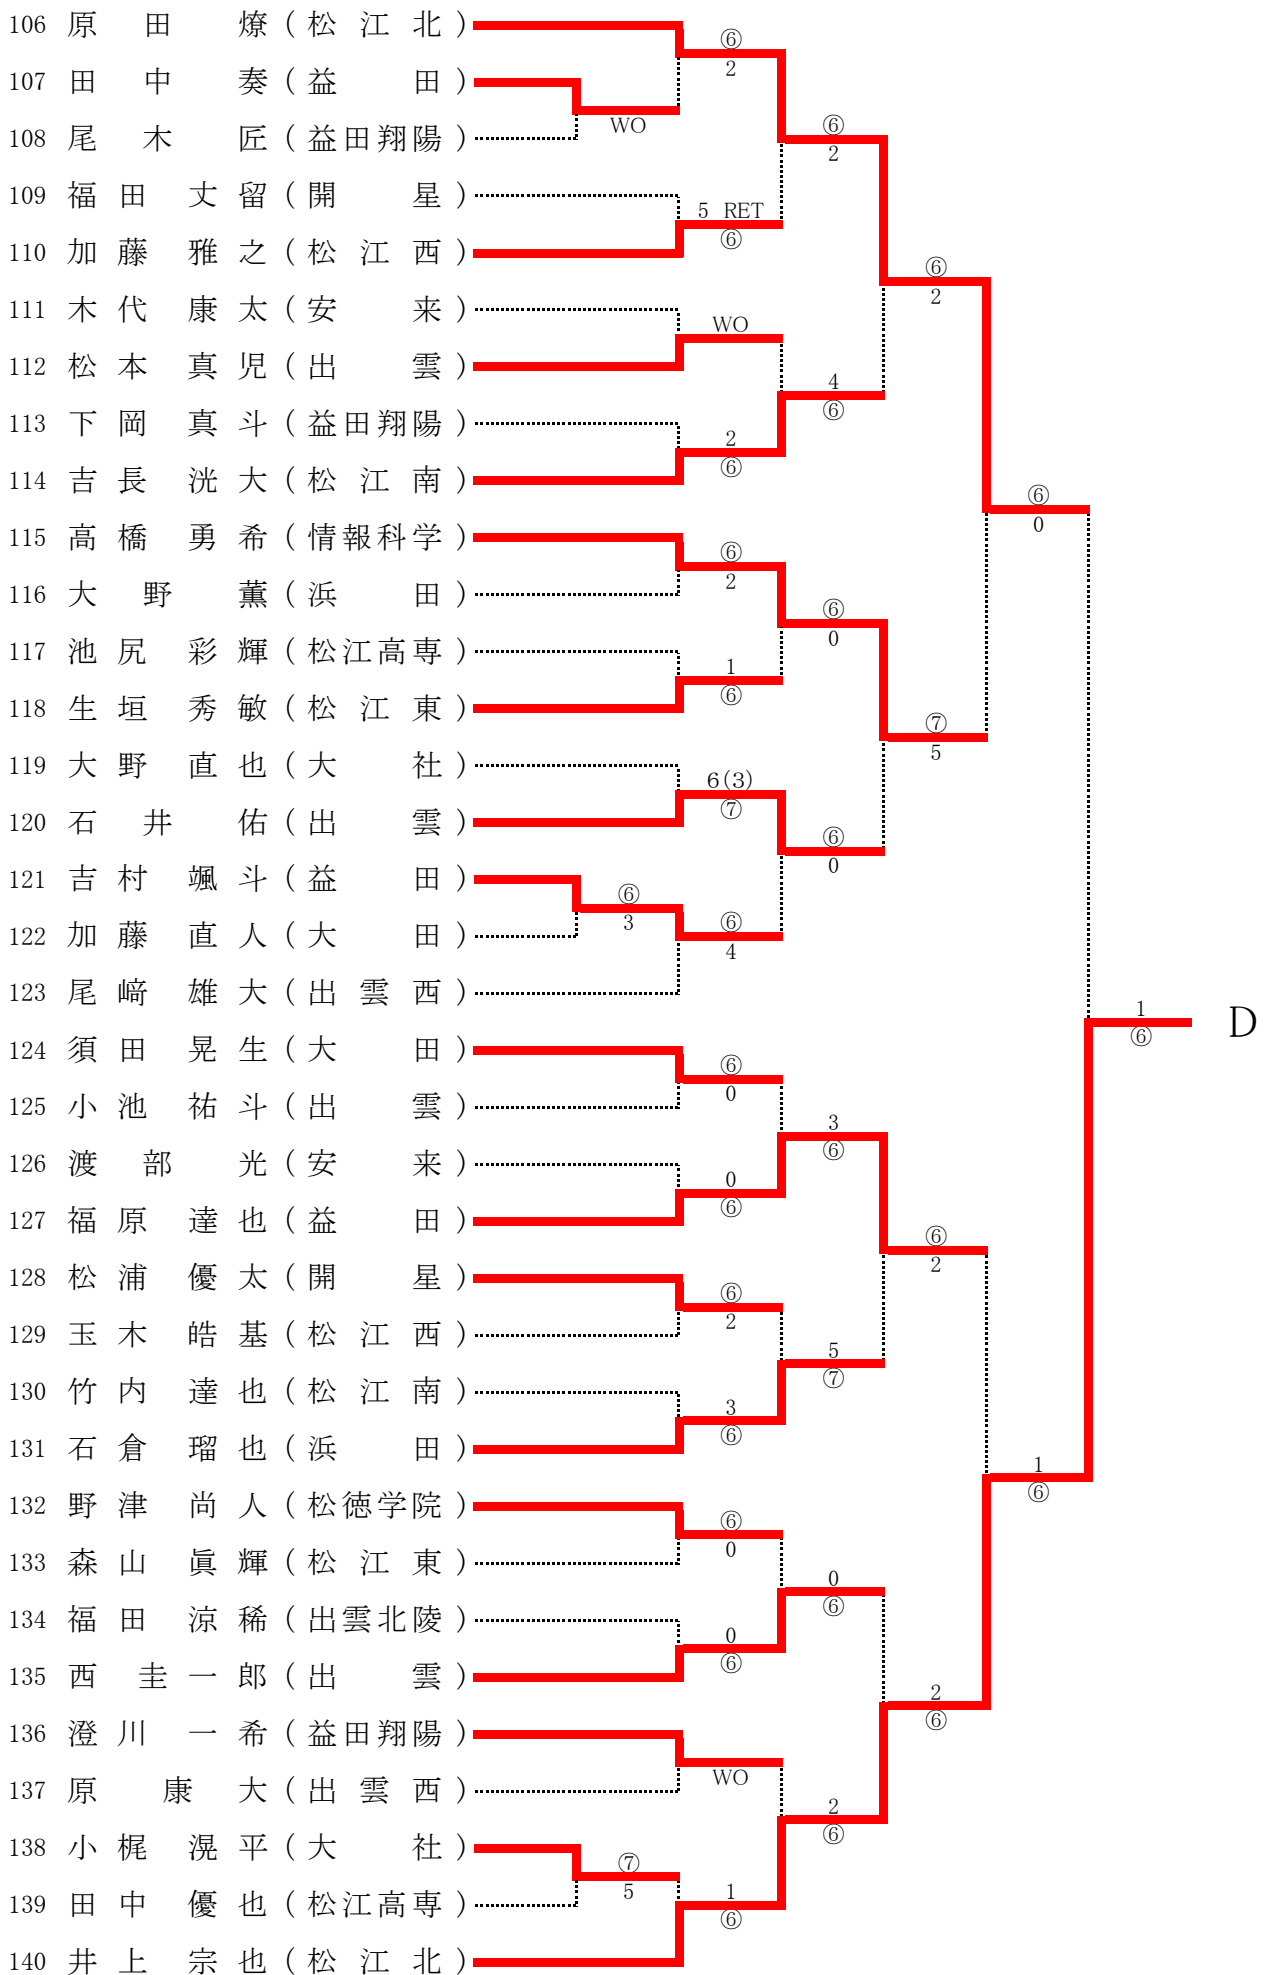 106 原田 燎 (松江北)
⑥
2
107 田中 奏 (益田)
WO
108 尾木 匠 (益田翔陽)
⑥
2
109 福田 丈留 (開星)
5 RET
⑥
110 加藤 雅之 (松江西)
⑥
2
111 木代 康太 (安来)
WO
112 松本 真児 (出雲)
4
⑥
113 下岡 真斗 (益田翔陽)
2
⑥
114 吉長 洸大 (松江南)
⑥
0
115 高橋 勇希 (情報科学)
⑥
2
116 大野 薫 (浜田)
⑥
0
117 池尻 彩輝 (松江高専)
1
⑥
118 生垣 秀敏 (松江東)
⑦
5
119 大野 直也 (大社)
6(3)
⑦
120 石井 佑 (出雲)
⑥
0
121 吉村 颯斗 (益田)
⑥
3
122 加藤 直人 (大田)
⑥
4
123 尾﨑 雄大 (出雲西)
1
⑥
D
124 須田 晃生 (大田)
⑥
0
125 小池 祐斗 (出雲)
3
⑥
126 渡部 光 (安来)
0
⑥
127 福原 達也 (益田)
⑥
2
128 松浦 優太 (開星)
⑥
2
129 玉木 皓基 (松江西)
5
⑦
130 竹内 達也 (松江南)
3
⑥
131 石倉 瑠也 (浜田)
1
⑥
132 野津 尚人 (松徳学院)
⑥
0
133 森山 眞輝 (松江東)
0
⑥
134 福田 涼稀 (出雲北陵)
0
⑥
135 西 圭一郎 (出雲)
2
⑥
136 澄川 一希 (益田翔陽)
WO
137 原 康大 (出雲西)
2
⑥
138 小梶 滉平 (大社)
⑦
5
139 田中 優也 (松江高専)
1
⑥
140 井上 宗也 (松江北)